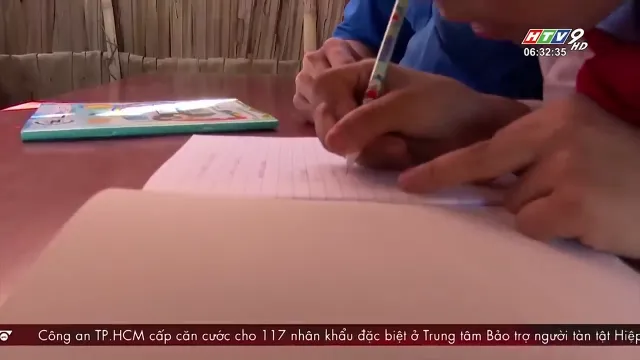 HTV9 HD
06:32:35
Công an TP.HCM cấp căn cước cho 117 nhân khẩu đặc biệt ở Trung tâm Bảo trợ người tàn tật Hiệp